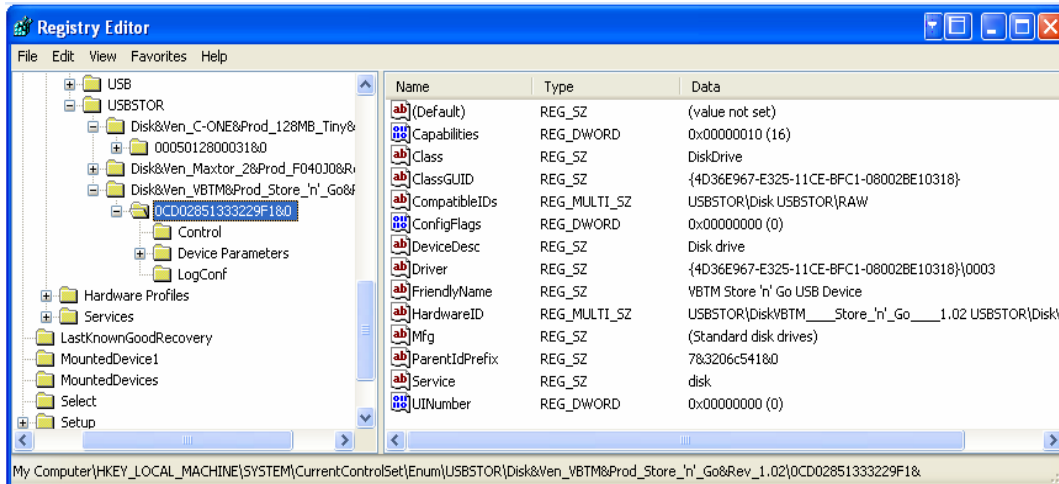 Registry Editor
File Edit View Favorites Help
USB
USBSTOR
Disk&Ven_C-ONE&Prod_128MB_Tiny&
0005012800031&0
Disk&Ven_Maxtor_2&Prod_F040J0&R
Disk&Ven_VBTM&Prod_Store_'n'_Go&F
0CD02851333229F1&0
Control
Device Parameters
LogConf
Hardware Profiles
Services
LastKnownGoodRecovery
MountedDevice1
MountedDevices
Select
Setup
Name Type Data
(Default) REG_SZ (value not set)
Capabilities REG_DWORD 0x00000010 (16)
Class REG_SZ DiskDrive
ClassGUID REG_SZ {4D36E967-E325-11CE-BFC1-08002BE10318}
CompatibleIDs REG_MULTI_SZ USBSTOR\Disk USBSTOR\RAW
ConfigFlags REG_DWORD 0x00000000 (0)
DeviceDesc REG_SZ Disk drive
Driver REG_SZ {4D36E967-E325-11CE-BFC1-08002BE10318}\0003
FriendlyName REG_SZ VBTM Store 'n' Go USB Device
HardwareID REG_MULTI_SZ USBSTOR\DiskVBTM____Store_'n'_Go____1.02 USBSTOR\Disk\
Mfg REG_SZ (Standard disk drives)
ParentIdPrefix REG_SZ 7&3206c541&0
Service REG_SZ disk
UINumber REG_DWORD 0x00000000 (0)
My Computer\HKEY_LOCAL_MACHINE\SYSTEM\CurrentControlSet\Enum\USBSTOR\Disk&Ven_VBTM&Prod_Store_'n'_Go&Rev_1.02\0CD02851333229F1&